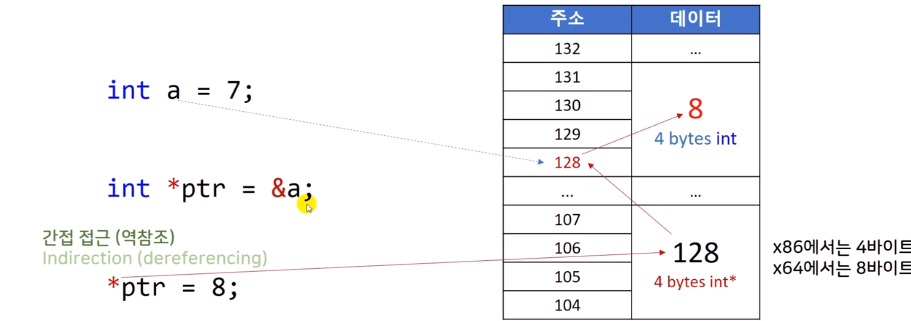 주소 데이터
132 ...
131
int a = 7;
130
8
129
4 bytes int
128
int *ptr = &a;
... ...
107
간접 접근 (역참조)
Indirection (dereferencing)
106
128
x86에서는 4바이트
x64에서는 8바이트
105
4 bytes int*
*ptr = 8;
104